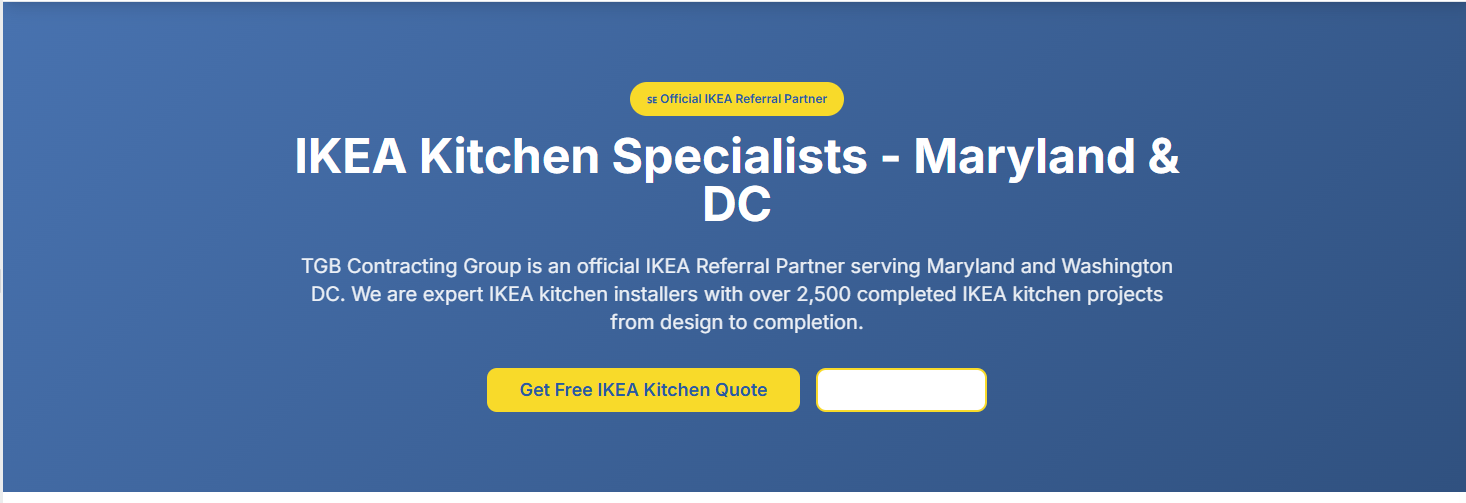 SE Official IKEA Referral Partner
IKEA Kitchen Specialists - Maryland &
DC
TGB Contracting Group is an official IKEA Referral Partner serving Maryland and Washington
DC. We are expert IKEA kitchen installers with over 2,500 completed IKEA kitchen projects
from design to completion.
Get Free IKEA Kitchen Quote